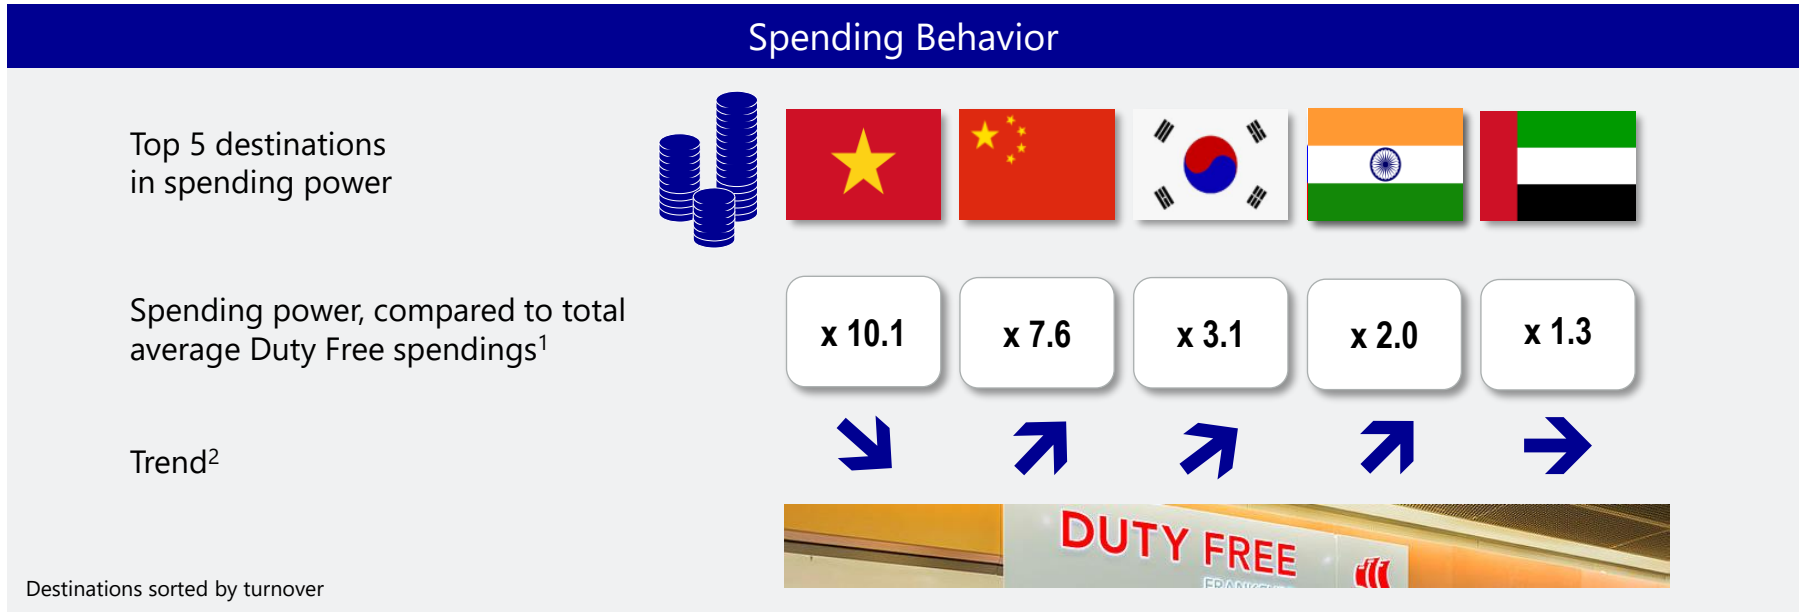 Spending Behavior
Top 5 destinations
in spending power
Spending power, compared to total
average Duty Free spendings¹
x 10.1
x 7.6
x 3.1
x 2.0
x 1.3
Trend²
DUTY FREE
Destinations sorted by turnover